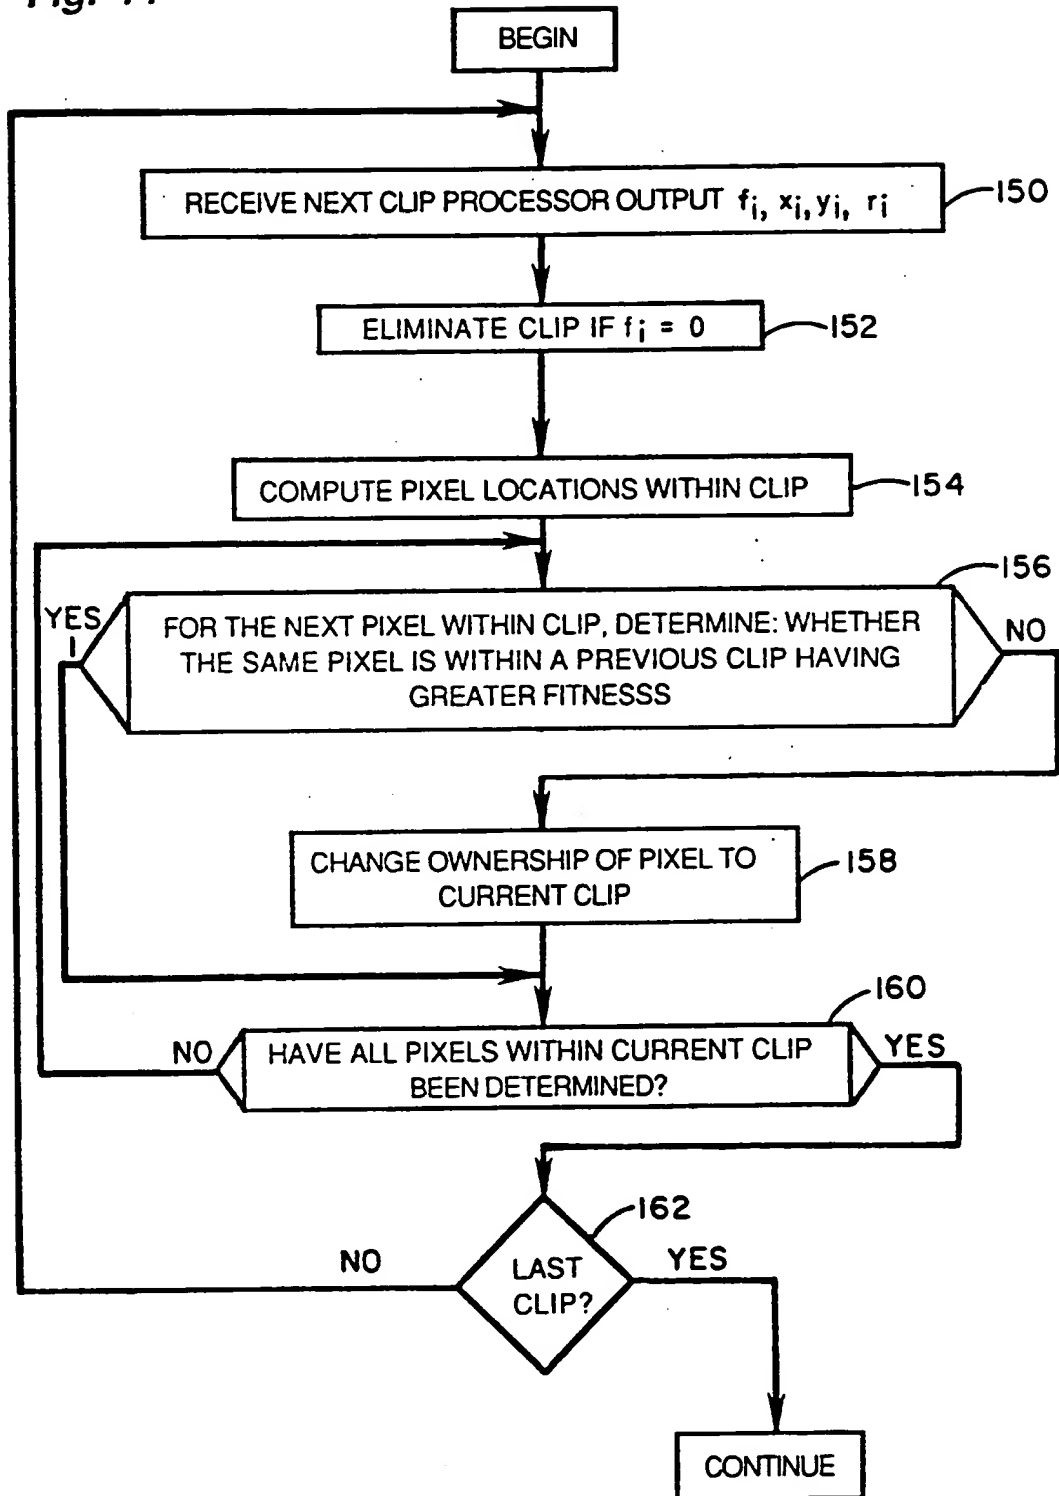 Fig.
BEGIN
RECEIVE NEXT CLIP PROCESSOR OUTPUT fi, xi, yi, ri
150
ELIMINATE CLIP IF fi = 0
152
COMPUTE PIXEL LOCATIONS WITHIN CLIP
154
156
YES
FOR THE NEXT PIXEL WITHIN CLIP, DETERMINE: WHETHER
THE SAME PIXEL IS WITHIN A PREVIOUS CLIP HAVING
GREATER FITNESSS
NO
CHANGE OWNERSHIP OF PIXEL TO
CURRENT CLIP
158
160
NO
HAVE ALL PIXELS WITHIN CURRENT CLIP
BEEN DETERMINED?
YES
162
NO
LAST
CLIP?
YES
CONTINUE